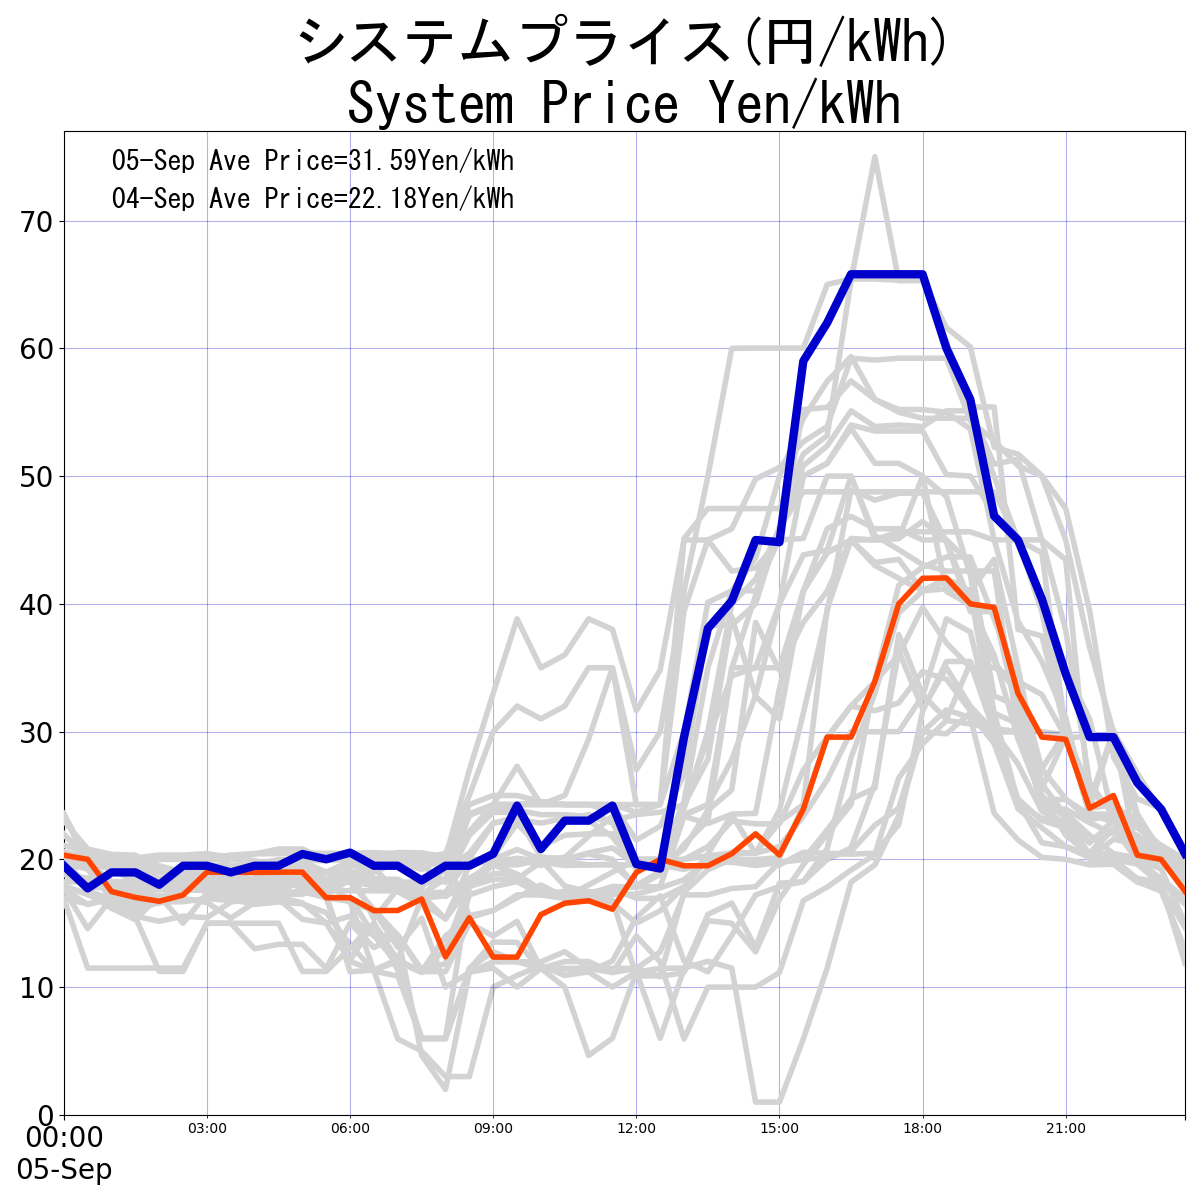 システムプライス(円/kWh)
System Price Yen/kWh
05-Sep Ave Price=31.59Yen/kWh
04-Sep Ave Price=22.18Yen/kWh
70
60
50
40
30
20
10
0
00:00 03:00 06:00 09:00 12:00 15:00 18:00 21:00
05-Sep